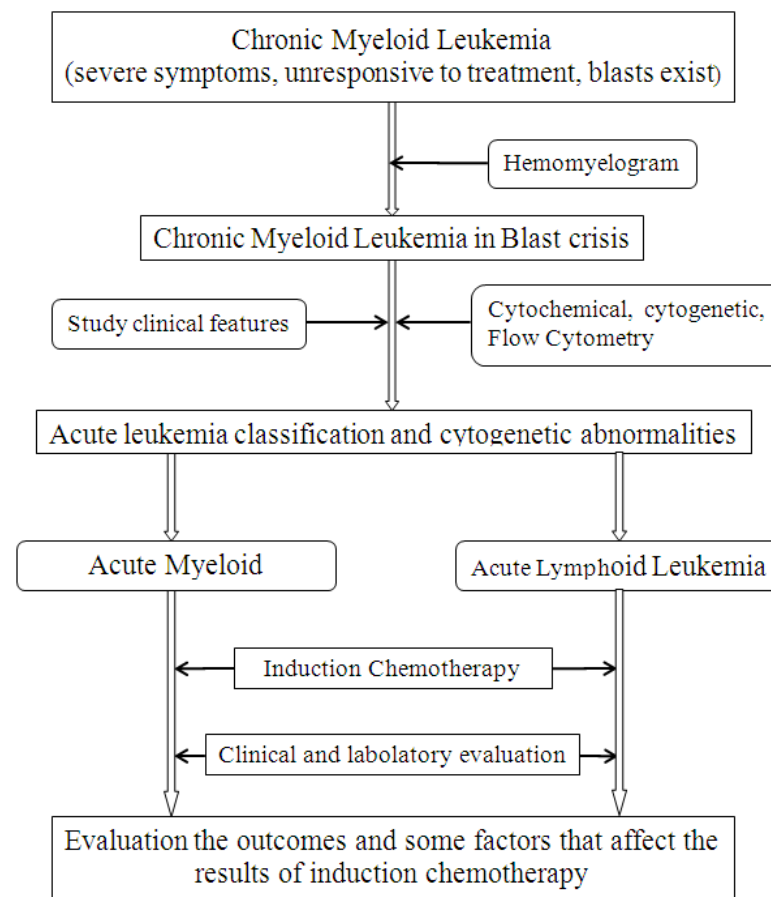 Chronic Myeloid Leukemia
(severe symptoms, unresponsive to treatment, blasts exist)
Hemomyelogram
Chronic Myeloid Leukemia in Blast crisis
Study clinical features
Cytochemical, cytogenetic,
Flow Cytometry
Acute leukemia classification and cytogenetic abnormalities
Acute Myeloid
Acute Lymphoid Leukemia
Induction Chemotherapy
Clinical and labolatory evaluation
Evaluation the outcomes and some factors that affect the
results of induction chemotherapy